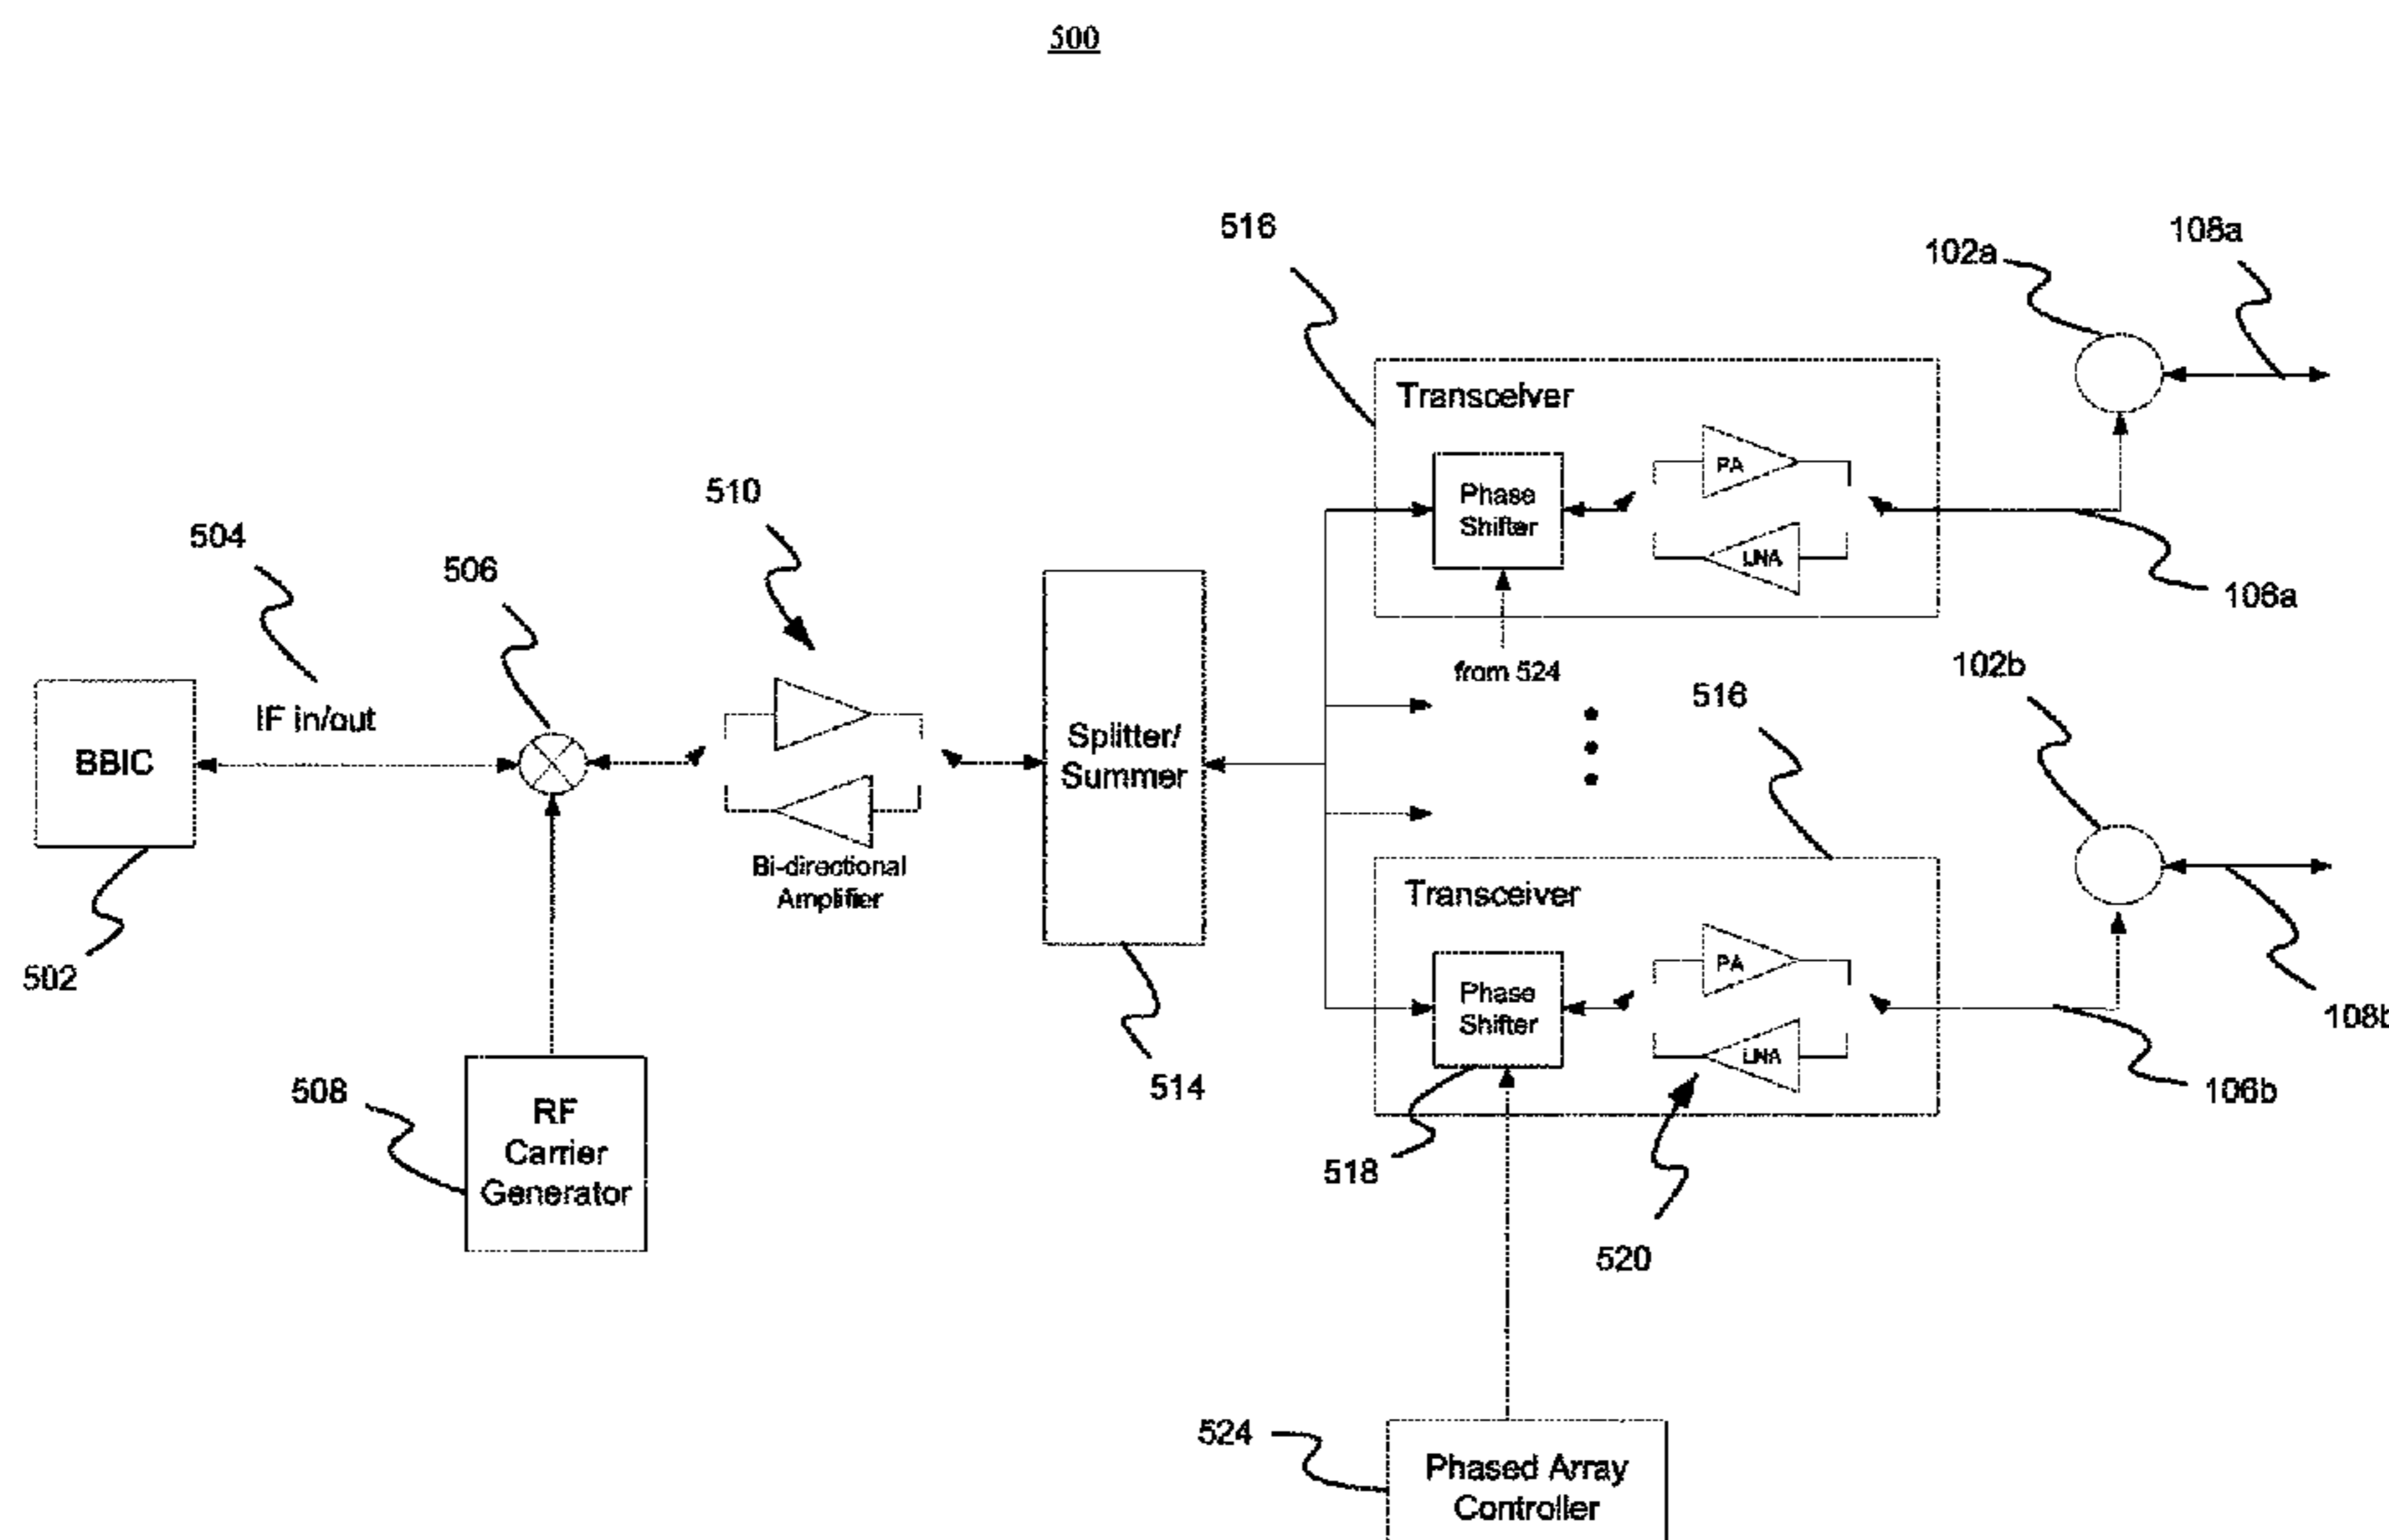 500
516
102a
108a
Transceiver
PA
Phase
Shifter
LNA
106a
from 524
510
504
506
IF in/out
BBIC
502
Bi-directional
Amplifier
Splitter/
Summer
514
508
RF
Carrier
Generator
102b
516
Transceiver
PA
Phase
Shifter
LNA
108b
106b
518
520
524
Phased Array
Controller